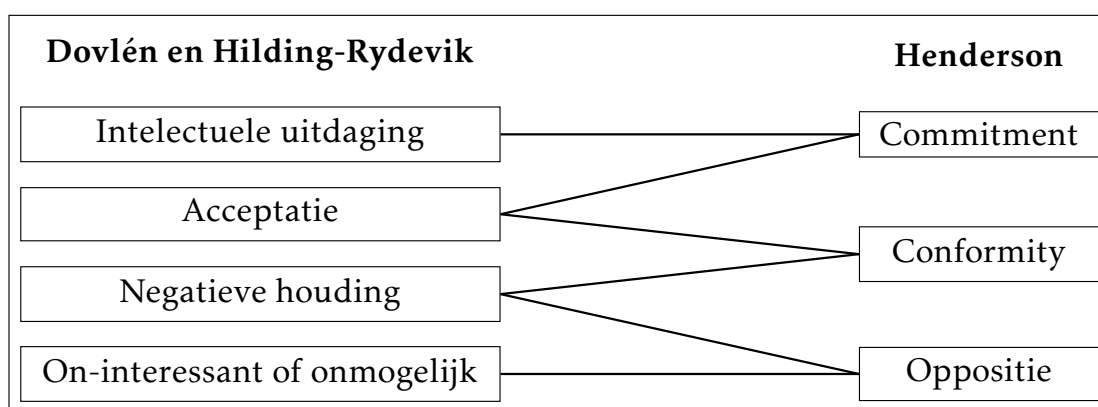 Dovlén en Hilding-Rydevik
Henderson
Intelectuele uitdaging
Commitment
Acceptatie
Conformity
Negatieve houding
On-interessant of onmogelijk
Oppositie